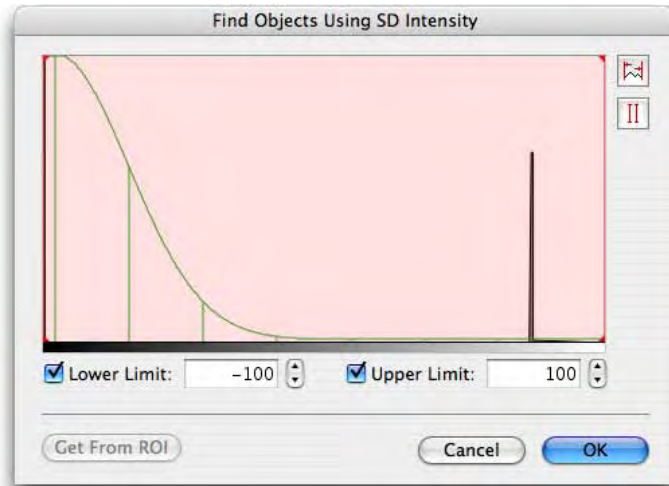 Find Objects Using SD Intensity
Lower Limit: -100 Upper Limit: 100
Get From ROI Cancel OK